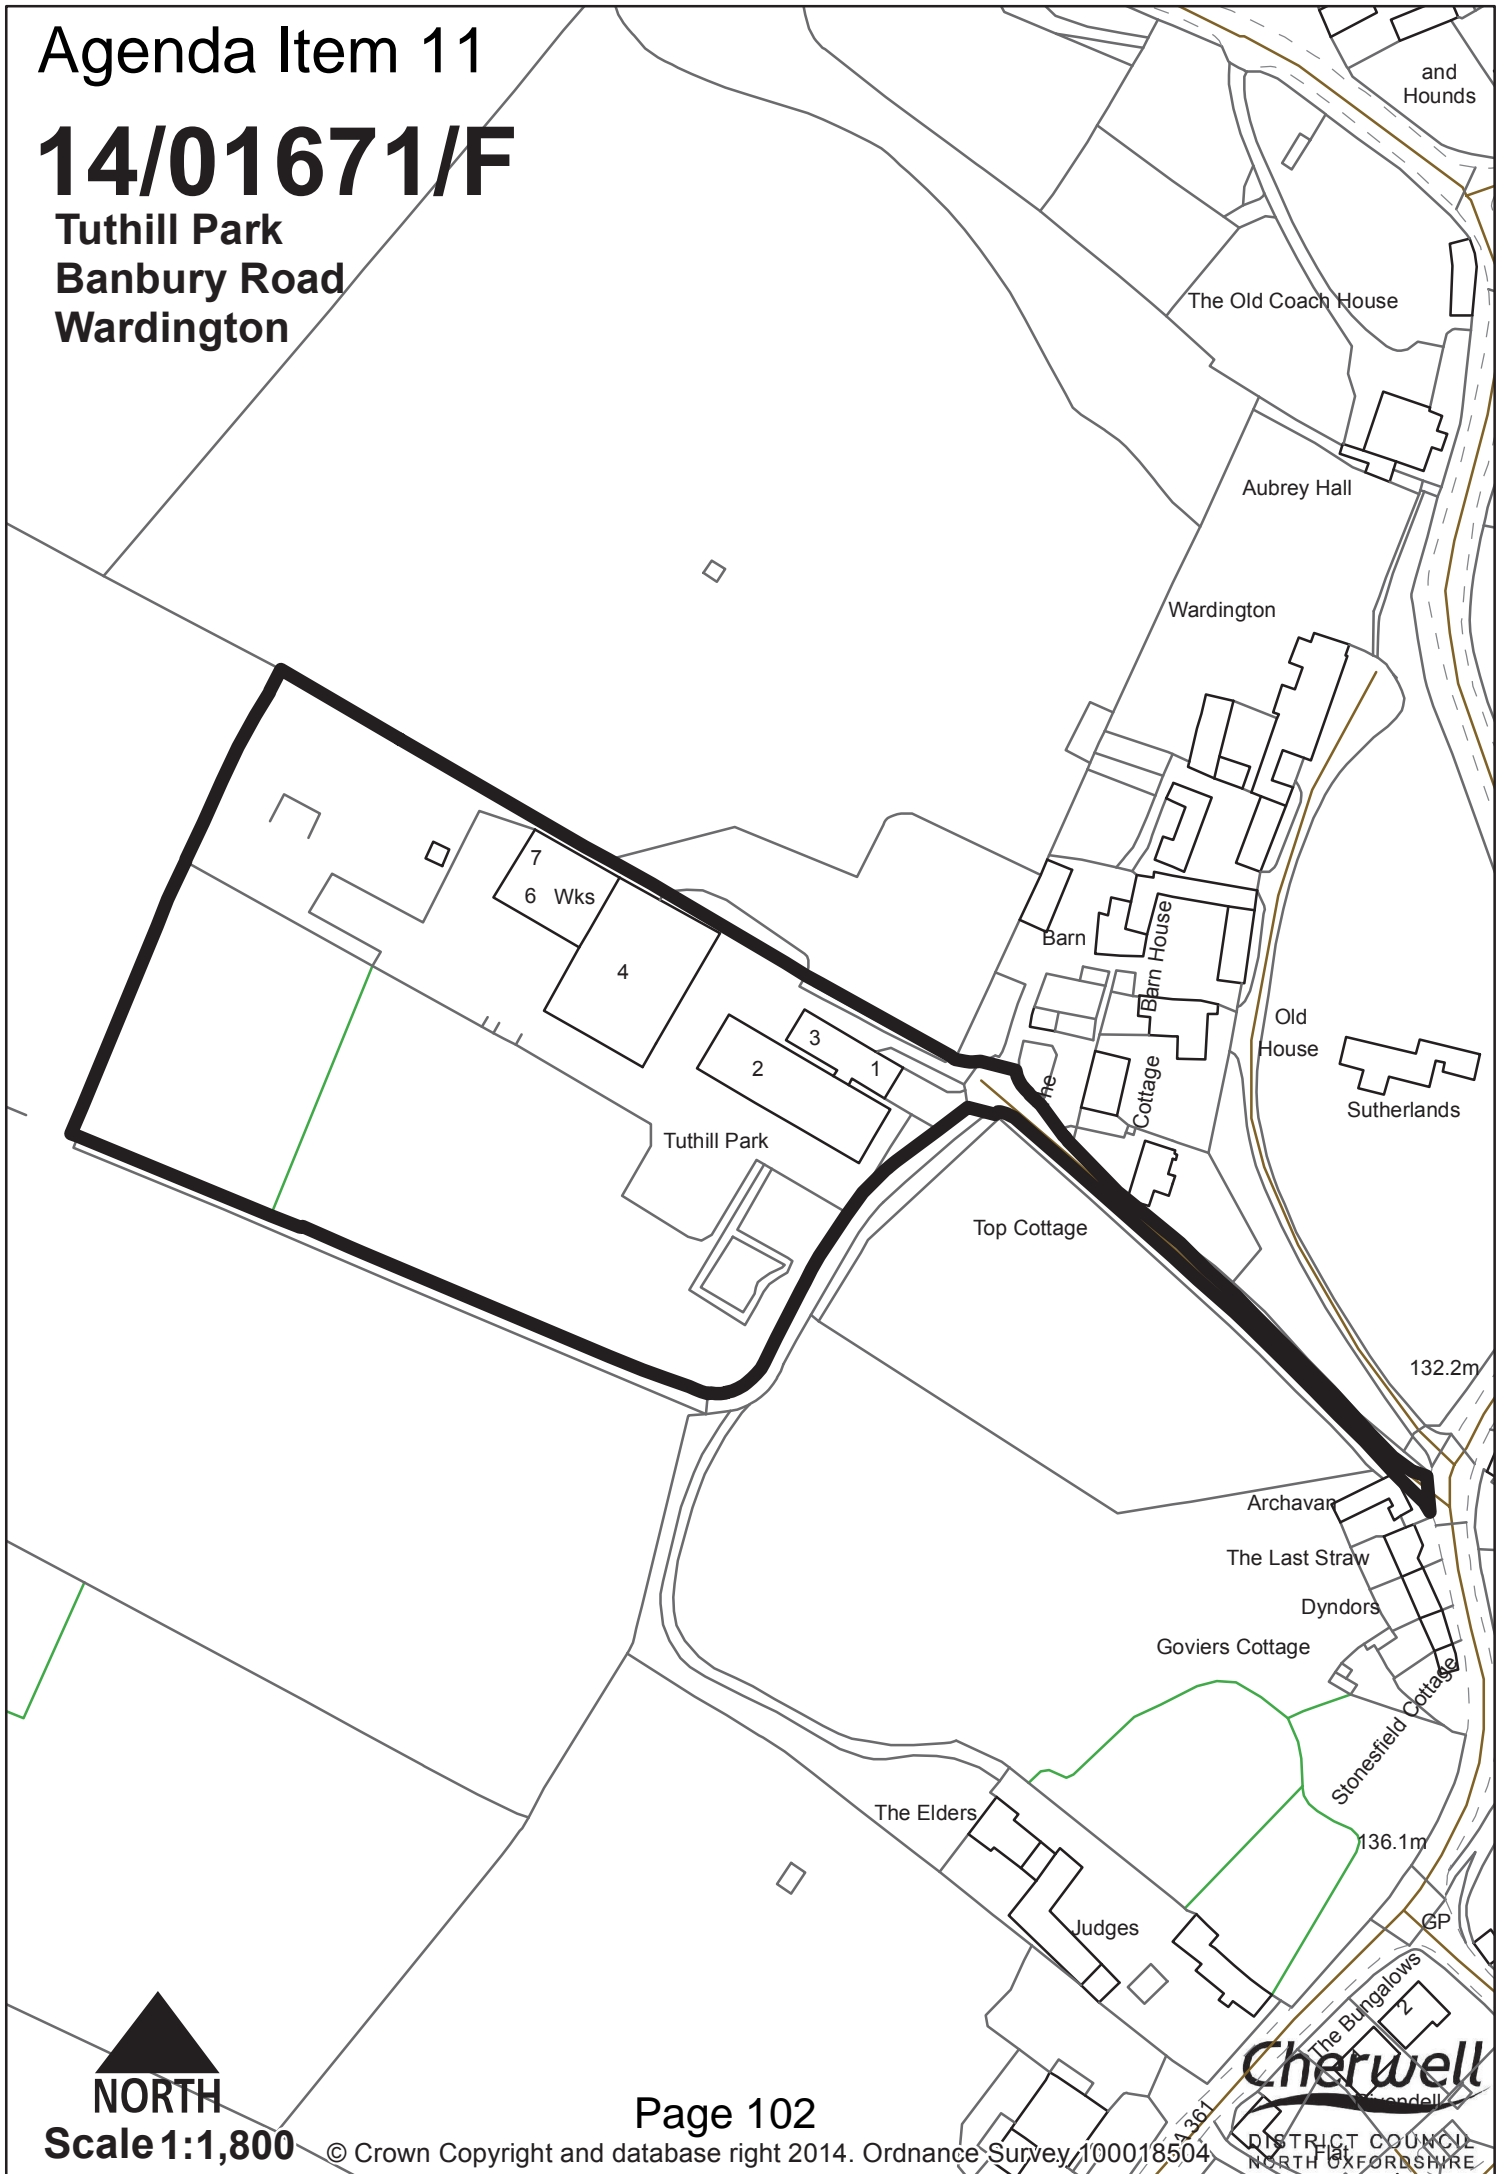 Agenda Item 11
14/01671/F
Tuthill Park
Banbury Road
Wardington
and
Hounds
The Old Coach House
Aubrey Hall
Wardington
7
6 Wks
4
3
1
2
Barn
Barn House
Old
House
Cottage
Sutherlands
Tuthill Park
Top Cottage
132.2m
Archavan
The Last Straw
Dyndors
Goviers Cottage
Stonesfield Cottage
The Elders
136.1m
Judges
GP
The Bungalows
2
NORTH
Scale 1:1,800
Page 102
© Crown Copyright and database right 2014. Ordnance Survey 100018504
A 361
Cherwell
DISTRICT COUNCIL
NORTH OXFORDSHIRE
Flat